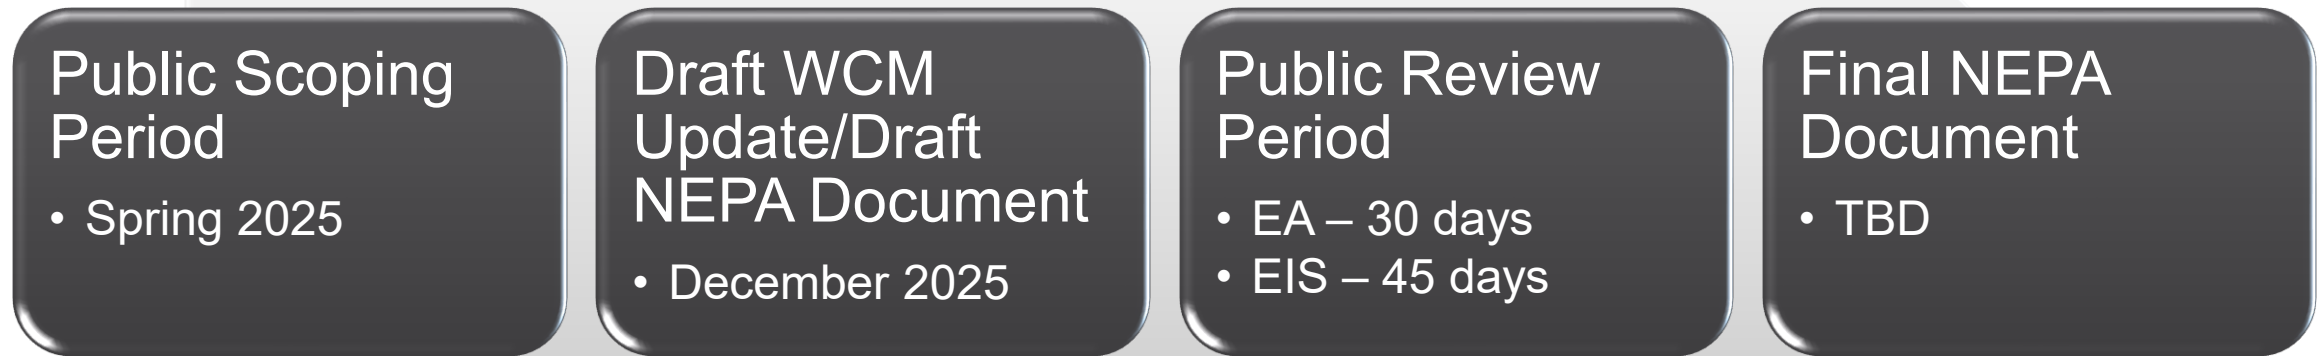 Public Scoping
Period
• Spring 2025
Draft WCM
Update/Draft
NEPA Document
• December 2025
Public Review
Period
• EA – 30 days
• EIS – 45 days
Final NEPA
Document
• TBD